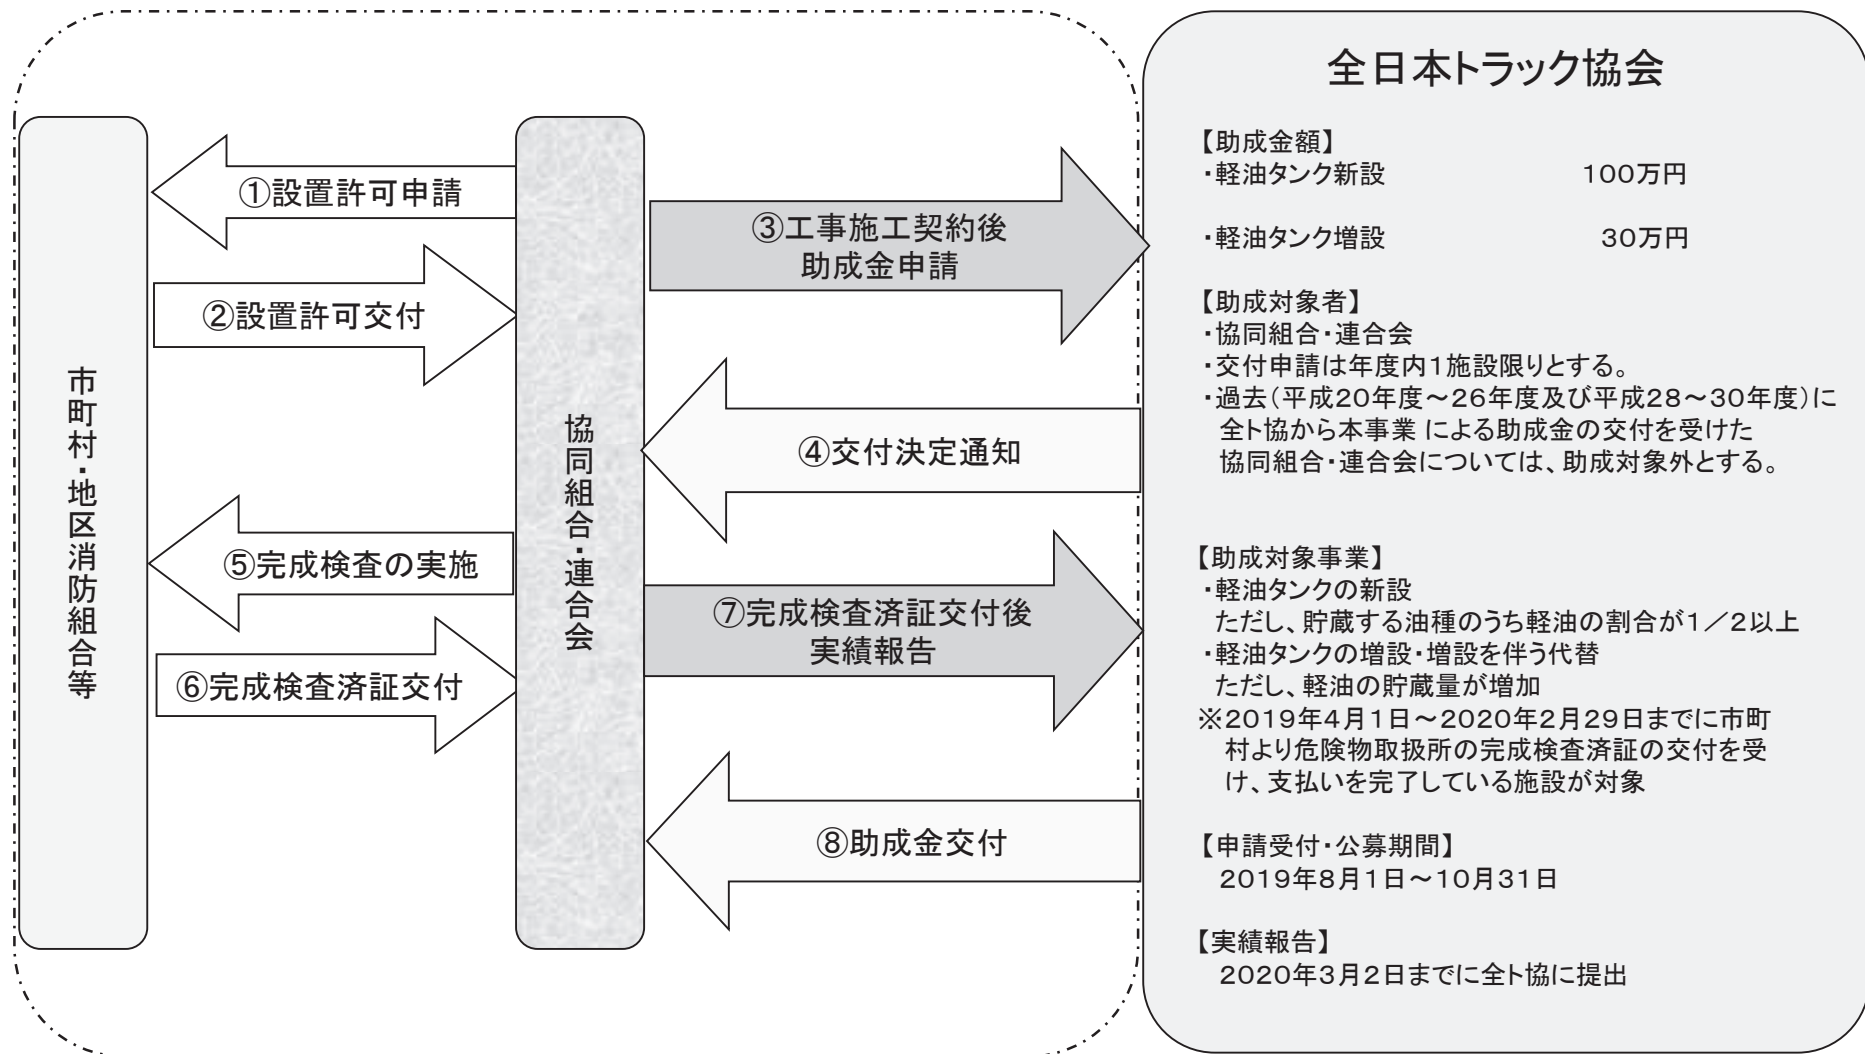 市町村・地区消防組合等
①設置許可申請
②設置許可交付
⑤完成検査の実施
⑥完成検査済証交付
協同組合・連合会
③工事施工契約後
助成金申請
④交付決定通知
⑦完成検査済証交付後
実績報告
⑧助成金交付
全日本トラック協会
【助成金額】
・軽油タンク新設 100万円
・軽油タンク増設 30万円
【助成対象者】
・協同組合・連合会
・交付申請は年度内1施設限りとする。
・過去(平成20年度～26年度及び平成28～30年度)に
全ト協から本事業 による助成金の交付を受けた
協同組合・連合会については、助成対象外とする。
【助成対象事業】
・軽油タンクの新設
ただし、貯蔵する油種のうち軽油の割合が1／2以上
・軽油タンクの増設・増設を伴う代替
ただし、軽油の貯蔵量が増加
※2019年4月1日～2020年2月29日までに市町
村より危険物取扱所の完成検査済証の交付を受
け、支払いを完了している施設が対象
【申請受付・公募期間】
2019年8月1日～10月31日
【実績報告】
2020年3月2日までに全ト協に提出